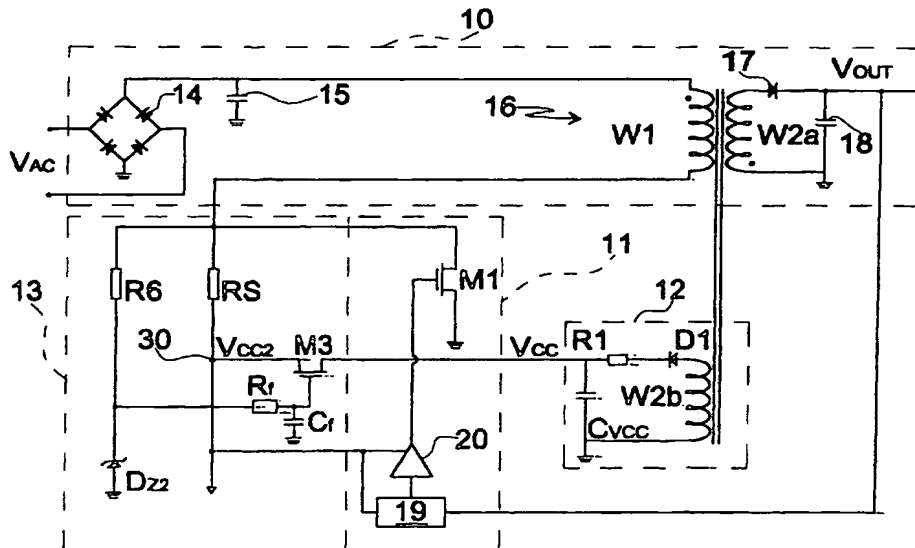 10
17
VOUT
14
15
16
W1
W2a
18
VAC
11
M1
13
R6
RS
12
30
VCC2
M3
VCC
R1
D1
Rf
W2b
Cf
CVCC
20
DZ2
19